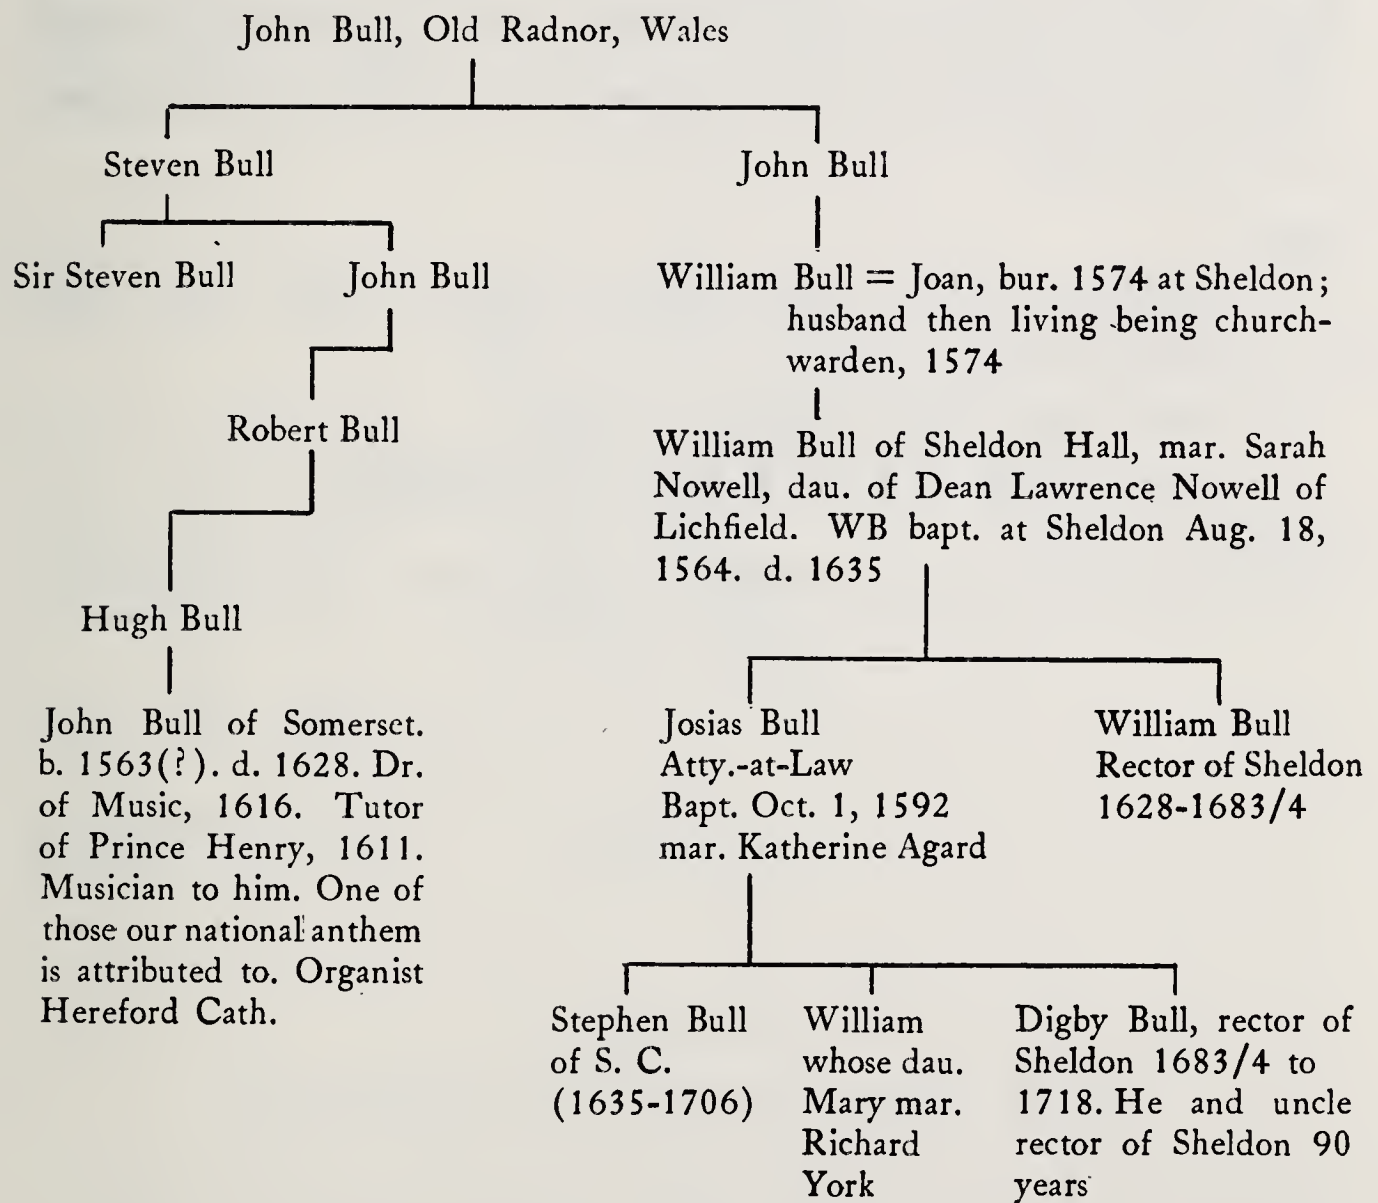 John Bull, Old Radnor, Wales
Steven Bull
John Bull
Sir Steven Bull
John Bull
William Bull = Joan, bur. 1574 at Sheldon;
husband then living being church-
warden, 1574
Robert Bull
William Bull of Sheldon Hall, mar. Sarah
Nowell, dau. of Dean Lawrence Nowell of
Lichfield. WB bapt. at Sheldon Aug. 18,
1564. d. 1635
Hugh Bull
John Bull of Somerset.
b. 1563(?). d. 1628. Dr.
of Music, 1616. Tutor
of Prince Henry, 1611.
Musician to him. One of
those our national anthem
is attributed to. Organist
Hereford Cath.
Josias Bull
Atty.-at-Law
Bapt. Oct. 1, 1592
mar. Katherine Agard
William Bull
Rector of Sheldon
1628-1683/4
Stephen Bull
of S. C.
(1635-1706)
William
whose dau.
Mary mar.
Richard
York
Digby Bull, rector of
Sheldon 1683/4 to
1718. He and uncle
rector of Sheldon 90
years